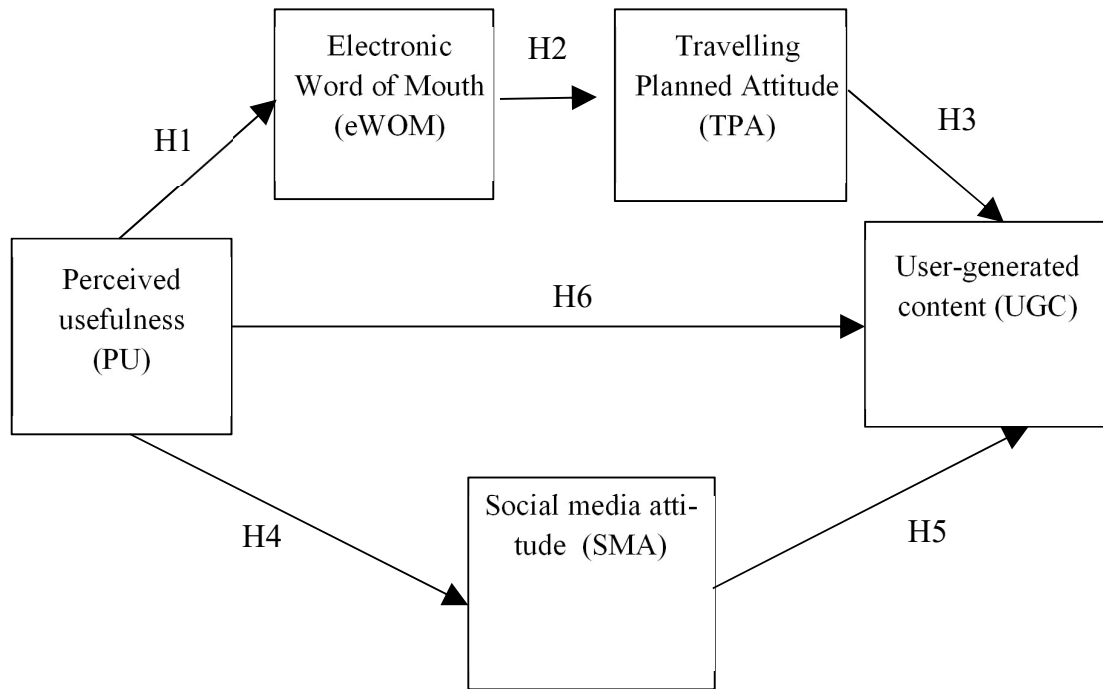 Electronic
Word of Mouth
(eWOM)
H2
Travelling
Planned Attitude
(TPA)
H1
H3
Perceived
usefulness
(PU)
H6
User-generated
content (UGC)
H4
Social media atti-
tude (SMA)
H5